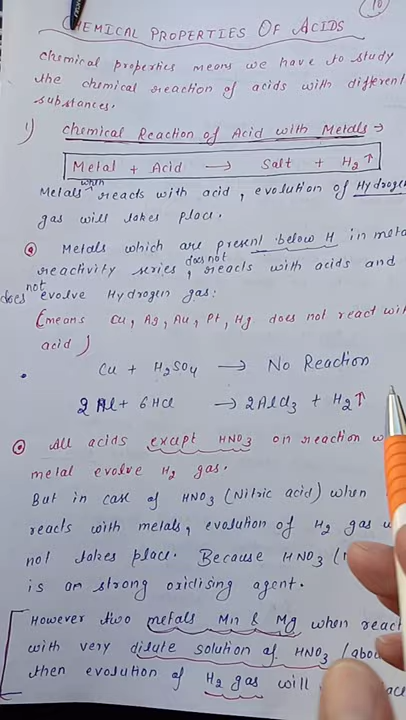 10
CHEMICAL PROPERTIES OF ACIDS
chemical properties means we have to study
the chemical reaction of acids with different
substances.
1) chemical Reaction of Acid with Metals →
Metal + Acid → Salt + H₂ ↑
Metals when reacts with acid, evolution of Hydrogen
gas will takes place.
Metals which are present below H in meta
reactivity series, does not reacts with acids and
does not evolve Hydrogen gas:
(means Cu, Ag, Au, Pt, Hg does not react with
acid)
Cu + H₂SO₄ → No Reaction
2Al + 6HCl → 2AlCl₃ + H₂ ↑
All acids except HNO₃ on reaction w
metal evolve H₂ gas.
But in case of HNO₃ (Nitric acid) when
reacts with metals, evolution of H₂ gas w
not takes place. Because HNO₃ (
is an strong oxidising agent.
However two metals Mn & Mg when react
with very dilute solution of HNO₃ (abo
then evolution of H₂ gas will